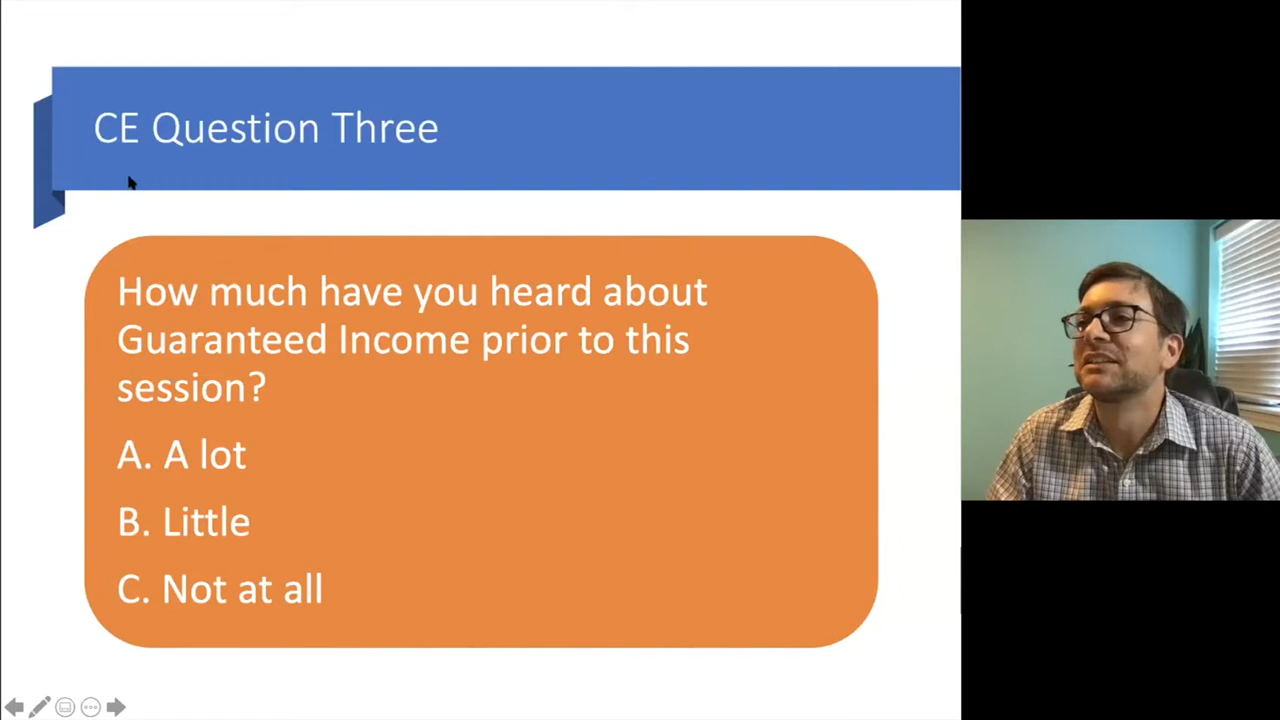 CE Question Three
How much have you heard about
Guaranteed Income prior to this
session?
A. A lot
B. Little
C. Not at all